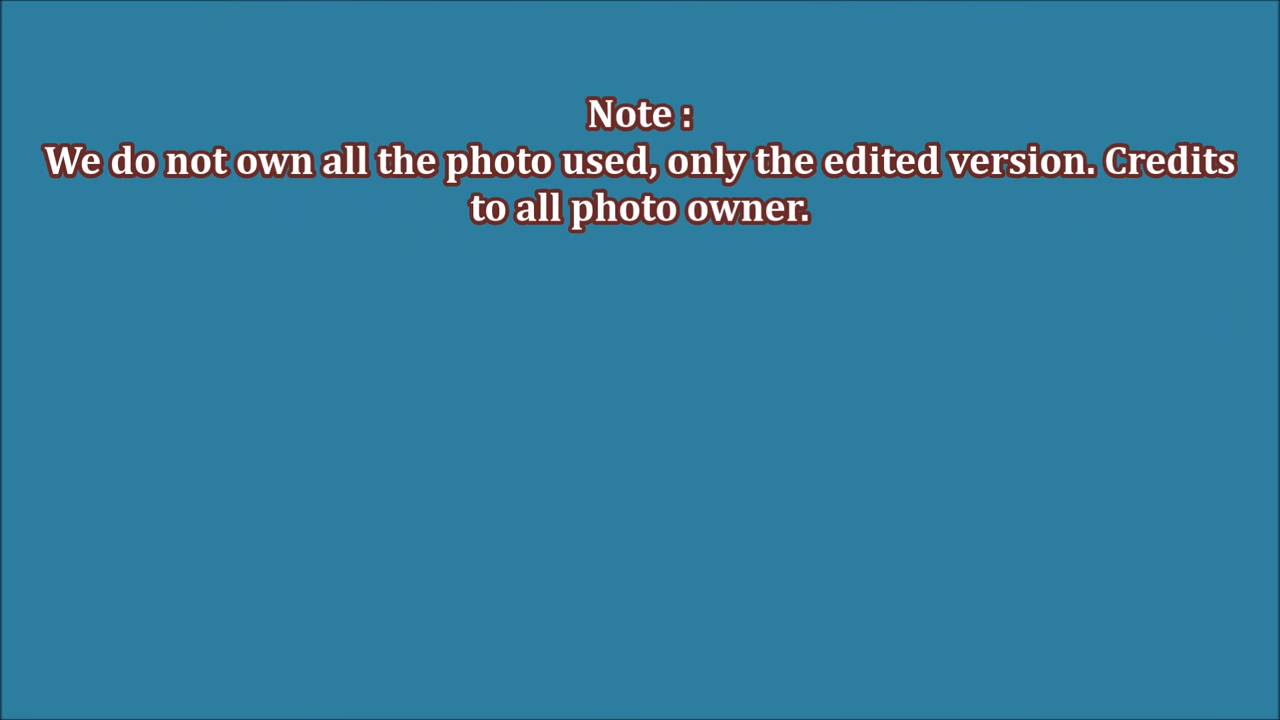 Note :
We do not own all the photo used, only the edited version. Credits
to all photo owner.